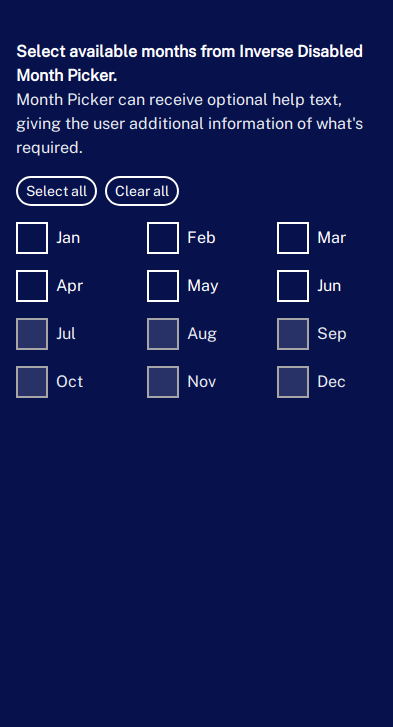 Select available months from Inverse Disabled
Month Picker.
Month Picker can receive optional help text,
giving the user additional information of what's
required.
Select all Clear all
Jan Feb Mar
Apr May Jun
Jul Aug Sep
Oct Nov Dec